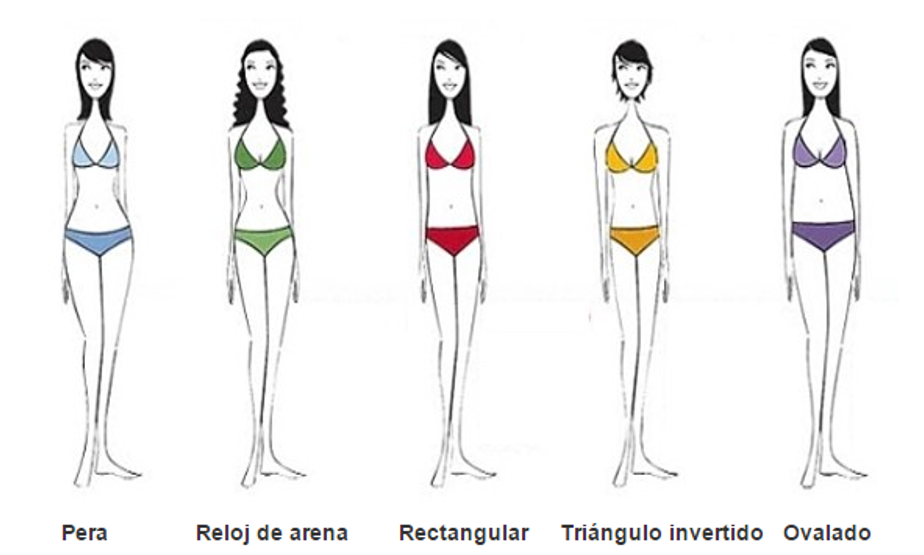 Pera Reloj de arena Rectangular Triángulo invertido Ovalado